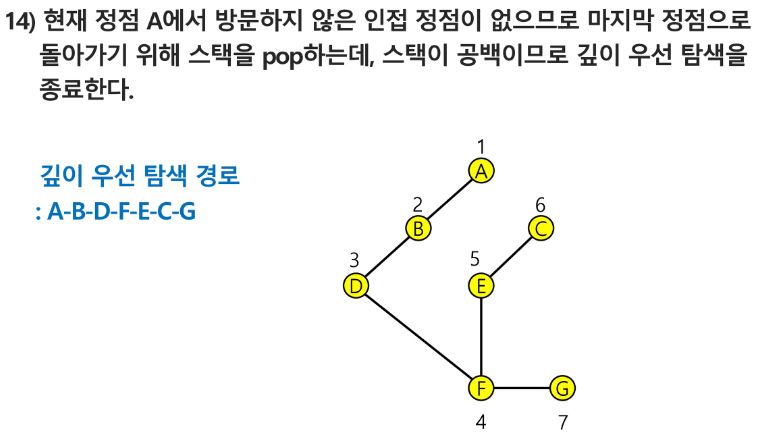 14) 현재 정점 A에서 방문하지 않은 인접 정점이 없으므로 마지막 정점으로
돌아가기 위해 스택을 pop하는데, 스택이 공백이므로 깊이 우선 탐색을
종료한다.
깊이 우선 탐색 경로
: A-B-D-F-E-C-G
1
A
2
B
6
C
3
D
5
E
F
G
4
7